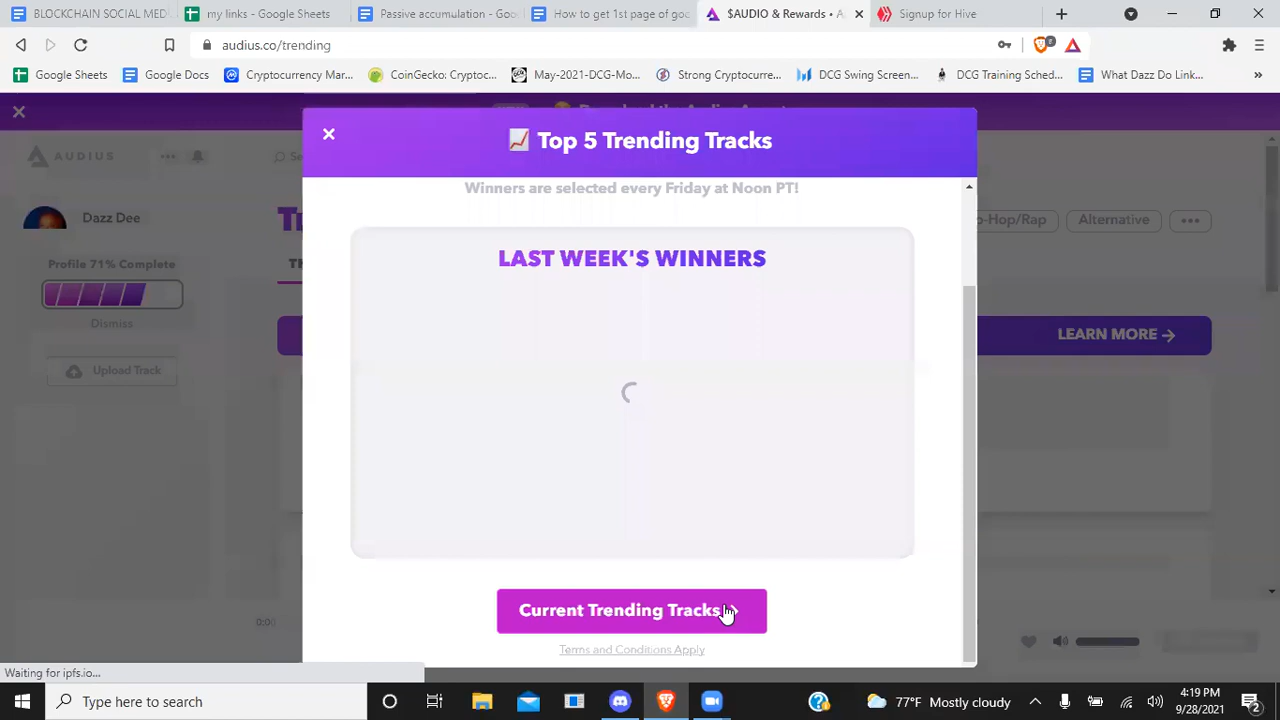 BLOCKCHAIN SOCIAL MEDI
my links - Google Sheets
Passive accumulation - Goo
How to get 1st page of goo
$AUDIO & Rewards • A
Signup for Hive
audius.co/trending
Google Sheets
Google Docs
Cryptocurrency Mar...
CoinGecko: Cryptoc...
May-2021-DCG-Mo...
Strong Cryptocurre...
DCG Swing Screen...
DCG Training Sched...
What Dazz Do Link...
Top 5 Trending Tracks
AUDIUS
Winners are selected every Friday at Noon PT!
Dazz Dee
p-Hop/Rap
Alternative
LAST WEEK'S WINNERS
Profile 71% Complete
Dismiss
LEARN MORE
Upload Track
Current Trending Tracks
0:00
Terms and Conditions Apply
Waiting for ipfs.io...
Type here to search
77°F Mostly cloudy
4:19 PM
9/28/2021
2